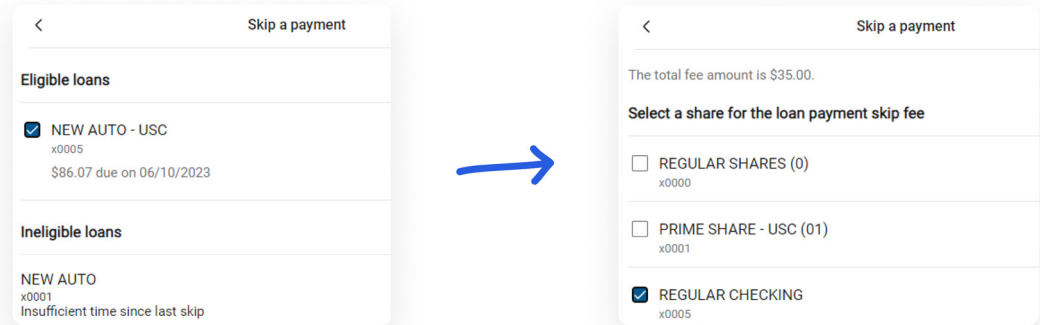 Skip a payment
Eligible loans
NEW AUTO - USC
x0005
$86.07 due on 06/10/2023
Ineligible loans
NEW AUTO
x0001
Insufficient time since last skip
Skip a payment
The total fee amount is $35.00.
Select a share for the loan payment skip fee
REGULAR SHARES (0)
x0000
PRIME SHARE - USC (01)
x0001
REGULAR CHECKING
x0005